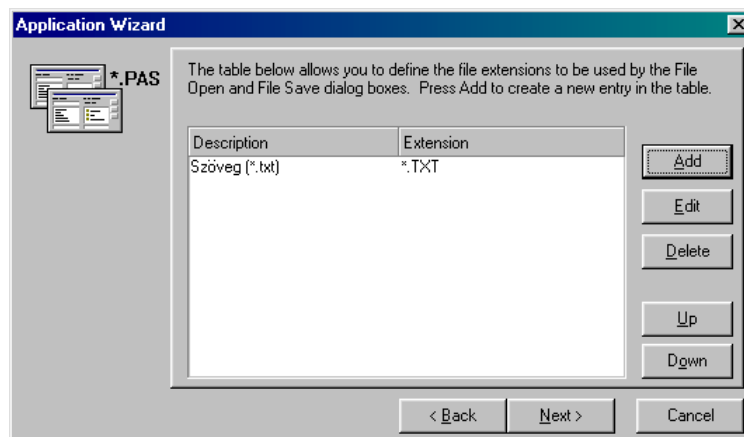 Application Wizard
*.PAS
The table below allows you to define the file extensions to be used by the File
Open and File Save dialog boxes. Press Add to create a new entry in the table.
Description Extension
Szöveg (*.txt) *.TXT
Add
Edit
Delete
Up
Down
< Back Next > Cancel